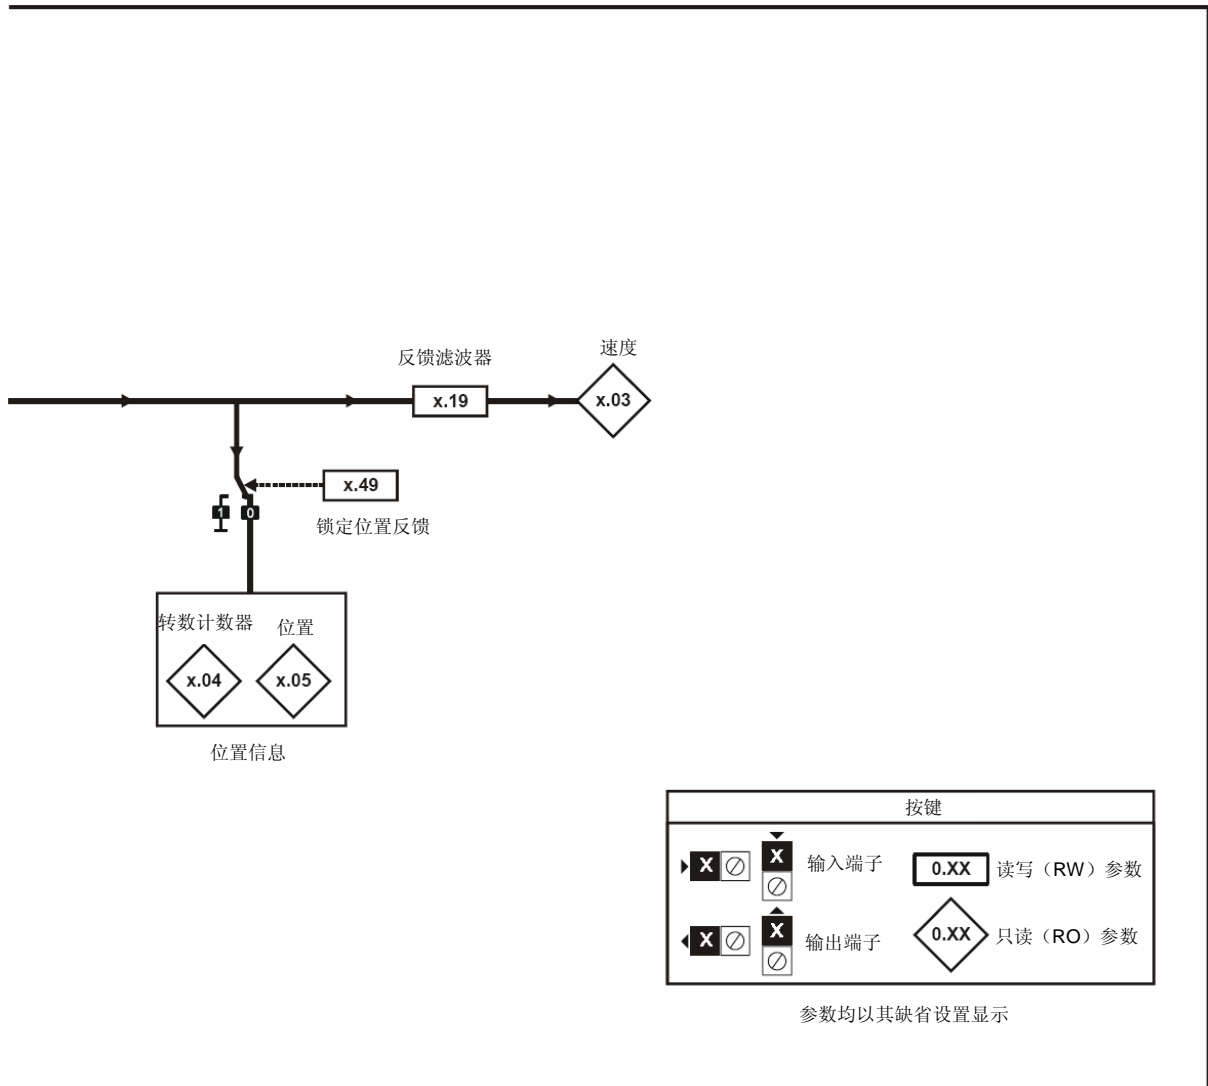 速度
反馈滤波器
x.19
x.03
x.49
1 0
锁定位置反馈
转数计数器 位置
x.04 x.05
位置信息
按键
X X 输入端子 0.XX 读写（RW）参数
X X 输出端子 0.XX 只读（RO）参数
参数均以其缺省设置显示